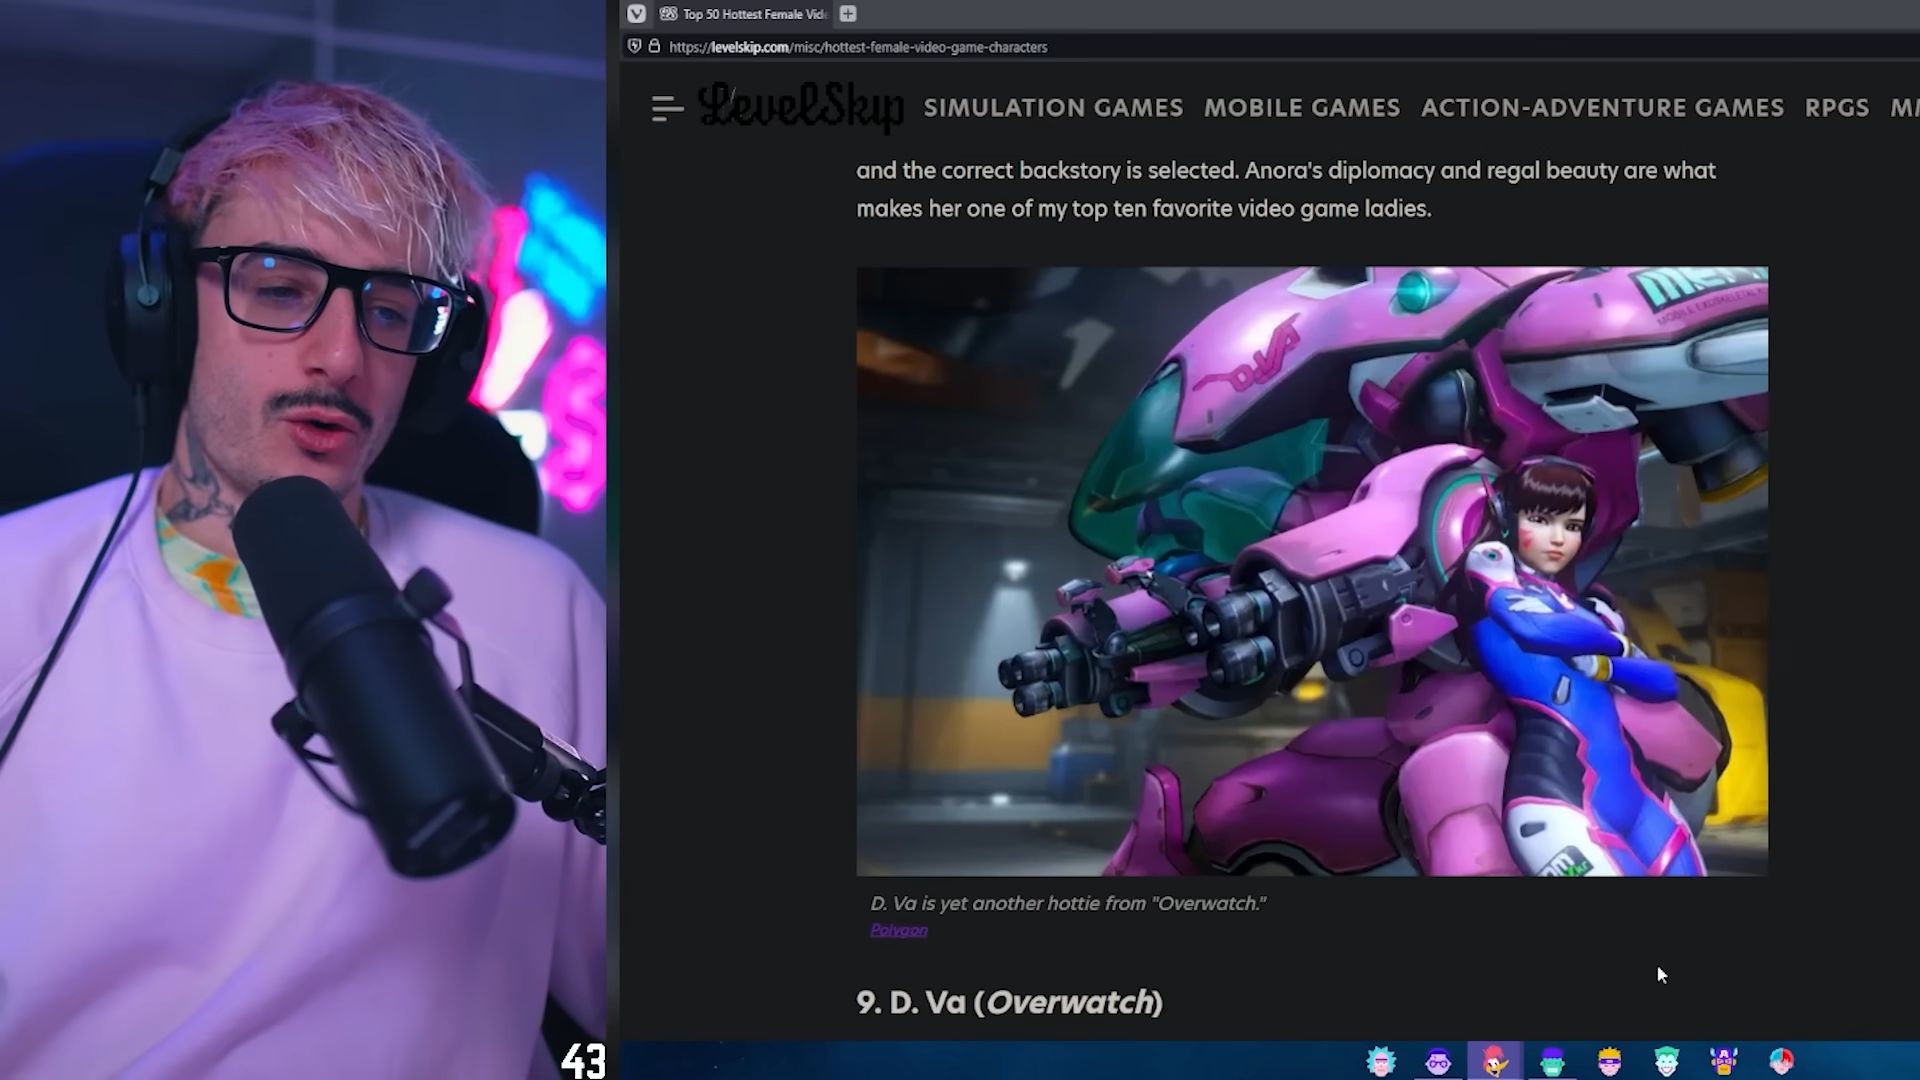 Top 50 Hottest Female Vid
https://levelskip.com/misc/hottest-female-video-game-characters
LevelSkip SIMULATION GAMES MOBILE GAMES ACTION-ADVENTURE GAMES RPGS
and the correct backstory is selected. Anora's diplomacy and regal beauty are what
makes her one of my top ten favorite video game ladies.
D.VA
D. Va is yet another hottie from "Overwatch."
Polygon
9. D. Va (Overwatch)
43